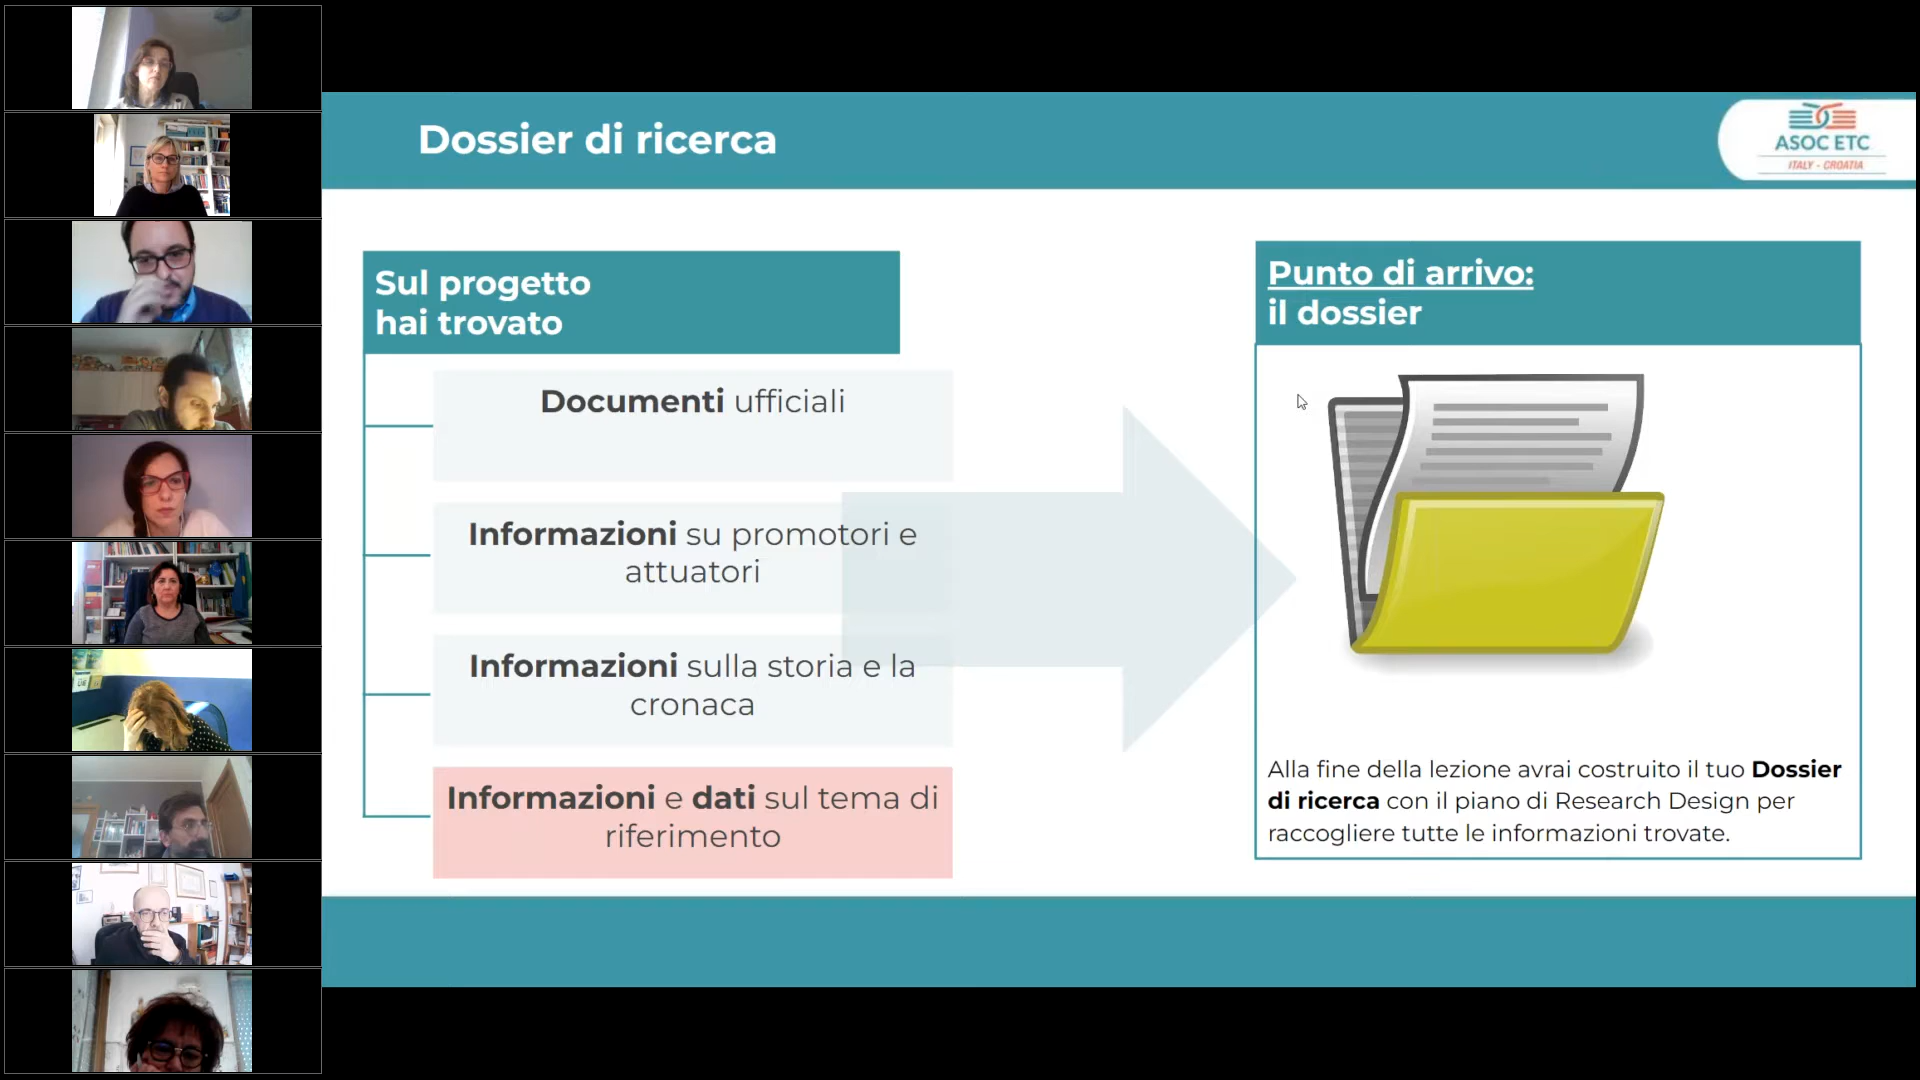 Dossier di ricerca
ASOC ETC
ITALY - CROATIA
Sul progetto
hai trovato
Documenti ufficiali
Informazioni su promotori e
attuatori
Informazioni sulla storia e la
cronaca
Informazioni e dati sul tema di
riferimento
Punto di arrivo:
il dossier
Alla fine della lezione avrai costruito il tuo Dossier
di ricerca con il piano di Research Design per
raccogliere tutte le informazioni trovate.